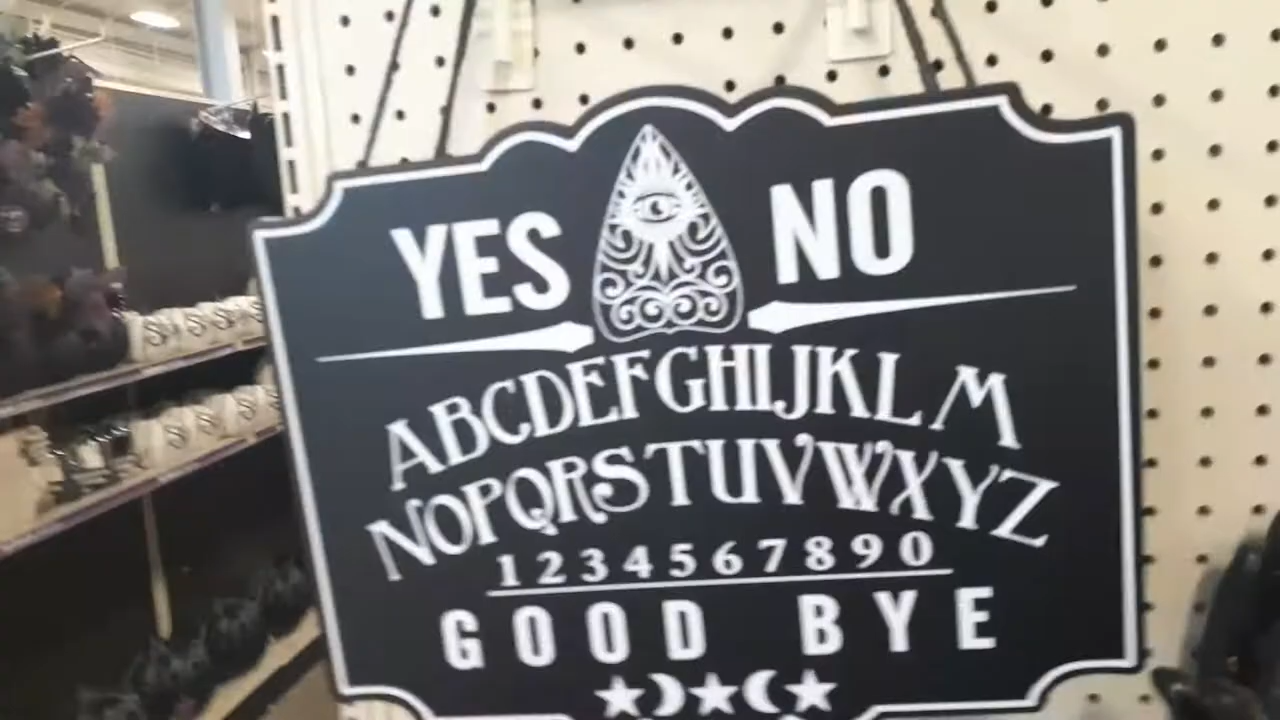 YES NO
ABCDEFGHIJKLM
NOPQRSTUVWXYZ
1234567890
GOOD BYE